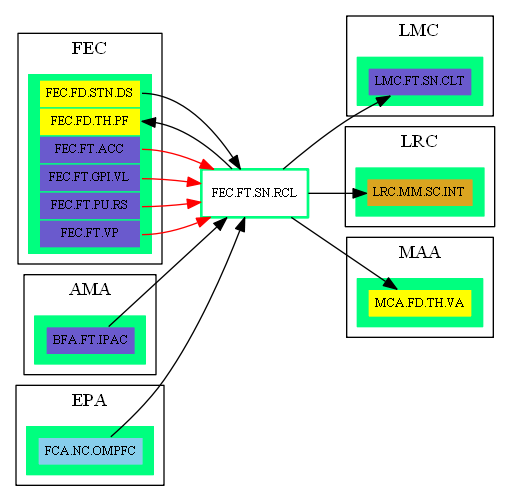 FEC
FEC.FD.STN.DS
FEC.FD.TH.PF
FEC.FT.ACC
FEC.FT.GPI.VL
FEC.FT.PU.RS
FEC.FT.VP
AMA
BFA.FT.IPAC
EPA
FCA.NC.OMPFC
FEC.FT.SN.RCL
LMC
LMC.FT.SN.CLT
LRC
LRC.MM.SC.INT
MAA
MCA.FD.TH.VA